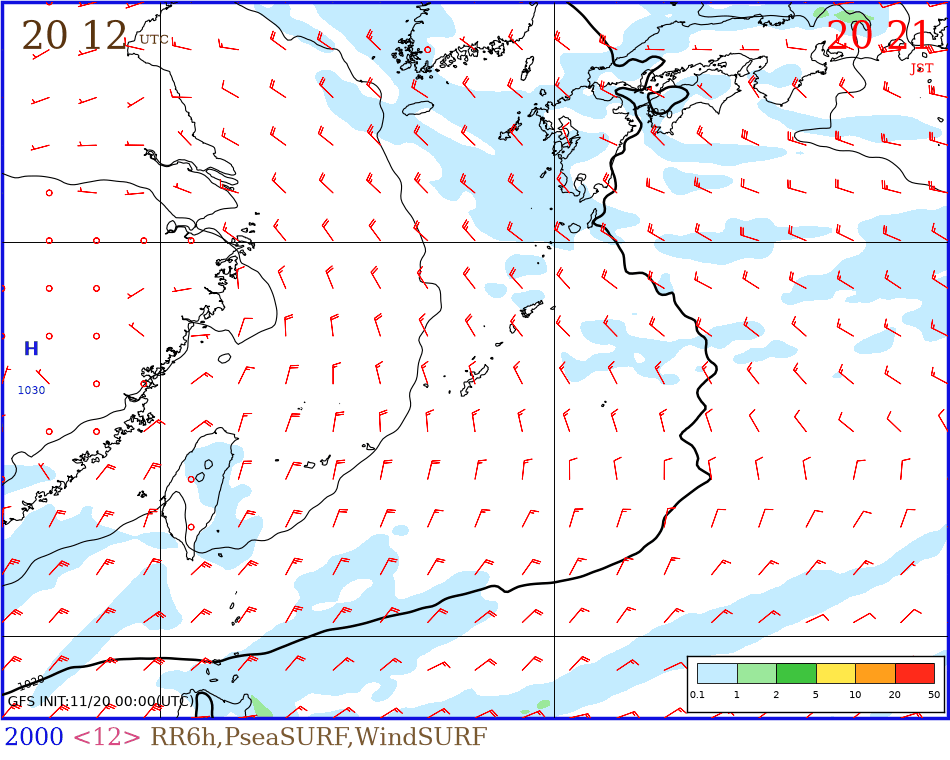 20 12 UTC
20 21
JST
1020
H
1030
1020
GFS INIT:11/20 00:00(UTC)
0.1 1 2 5 10 20 50
2000 <12> RR6h,PseaSURF,WindSURF